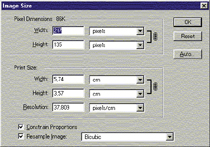 Image Size
Pixel Dimensions: 86K
Width: pixels
Height: 135 pixels
OK
Reset
Auto...
Print Size:
Width: 5.74 cm
Height: 3.57 cm
Resolution: 37.809 pixels/cm
Constrain Proportions
Resample Image: Bicubic